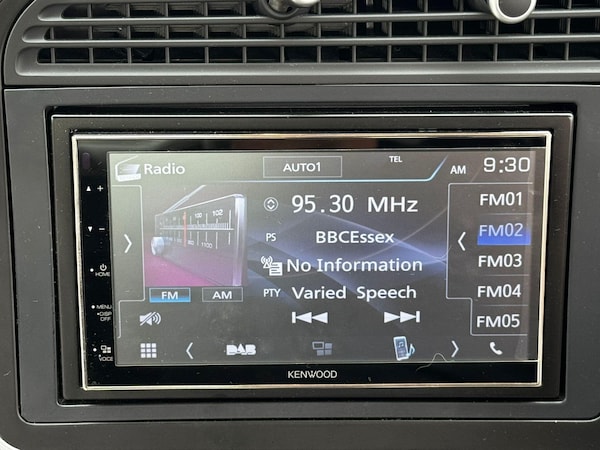 Radio
AUTO1
TEL
AM 9:30
95.30 MHz
PS BBCEssex
No Information
PTY Varied Speech
FM AM
FM01
FM02
FM03
FM04
FM05
DAB
HOME
MENU
DISP
OFF
VOICE
KENWOOD